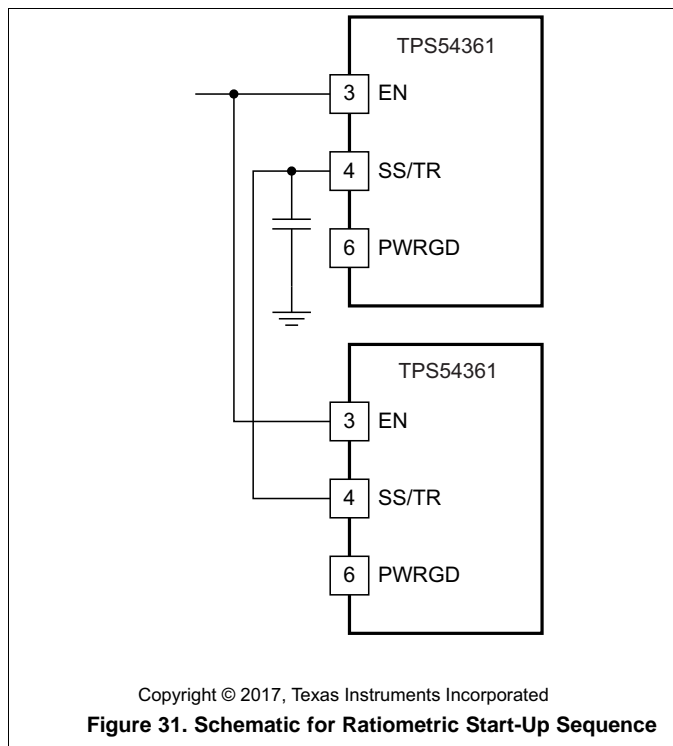 TPS54361
3 EN
4 SS/TR
6 PWRGD
TPS54361
3 EN
4 SS/TR
6 PWRGD
Copyright © 2017, Texas Instruments Incorporated
Figure 31. Schematic for Ratiometric Start-Up Sequence